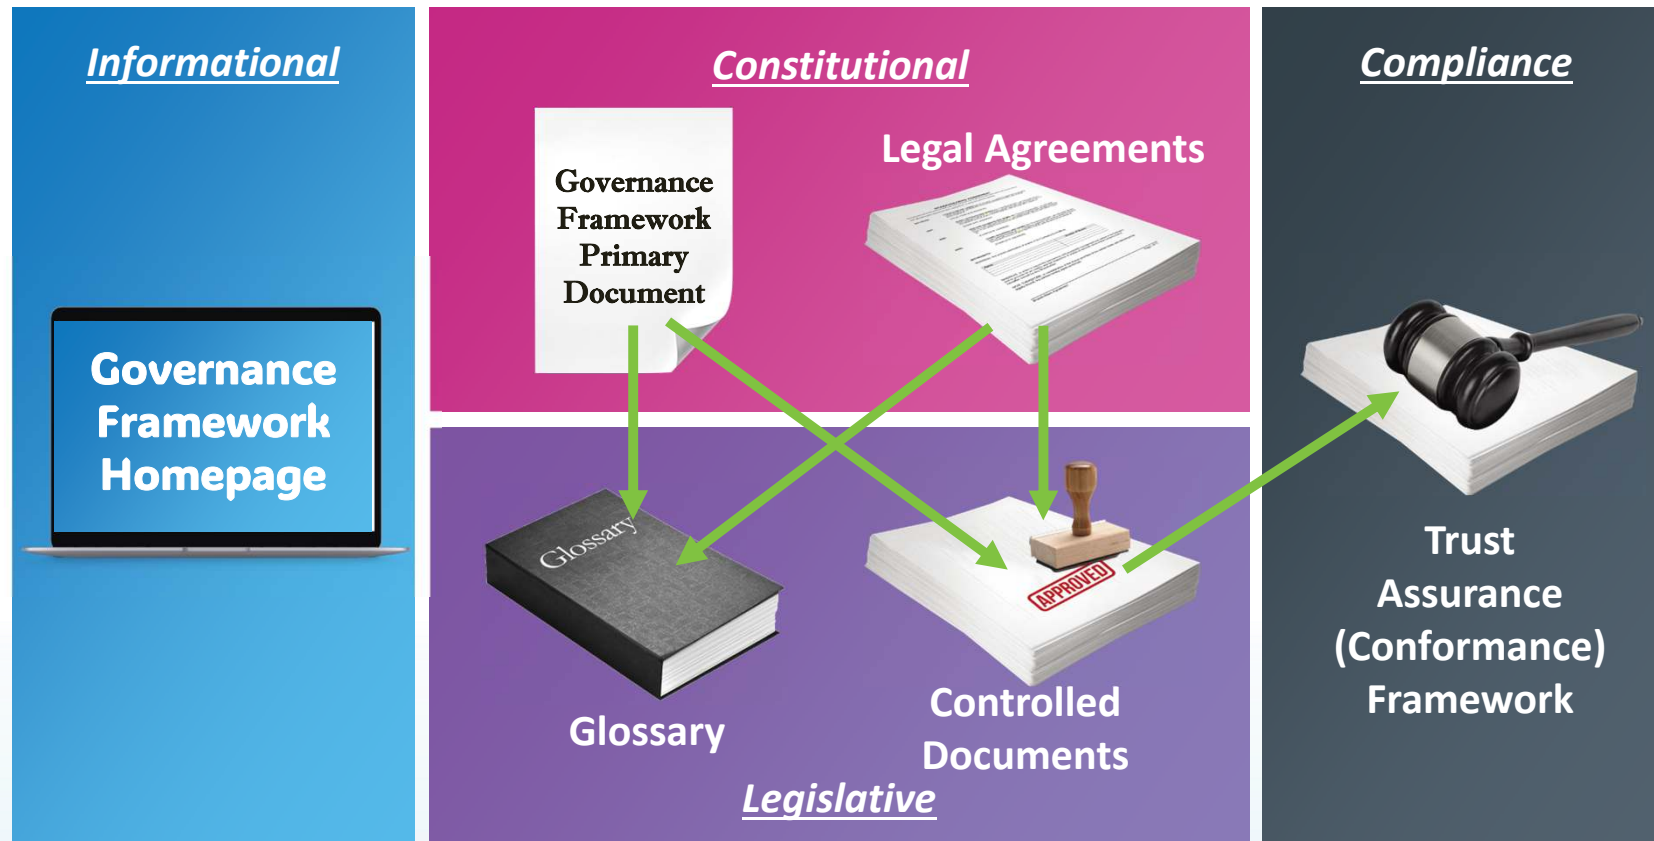 Informational
Governance
Framework
Homepage
Constitutional
Governance
Framework
Primary
Document
Legal Agreements
Glossary
Glossary
APPROVED
Controlled
Documents
Legislative
Compliance
Trust
Assurance
(Conformance)
Framework